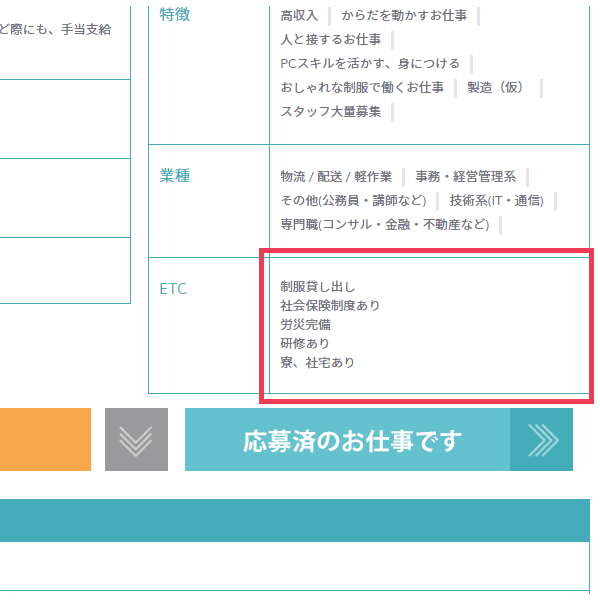 ど際にも、手当支給
特徴
高収入
からだを動かすお仕事
人と接するお仕事
PCスキルを活かす、身につける
おしゃれな制服で働くお仕事
製造（仮）
スタッフ大量募集
業種
物流 / 配送 / 軽作業
事務・経営管理系
その他(公務員・講師など)
技術系(IT・通信)
専門職(コンサル・金融・不動産など)
ETC
制服貸し出し
社会保険制度あり
労災完備
研修あり
寮、社宅あり
応募済のお仕事です